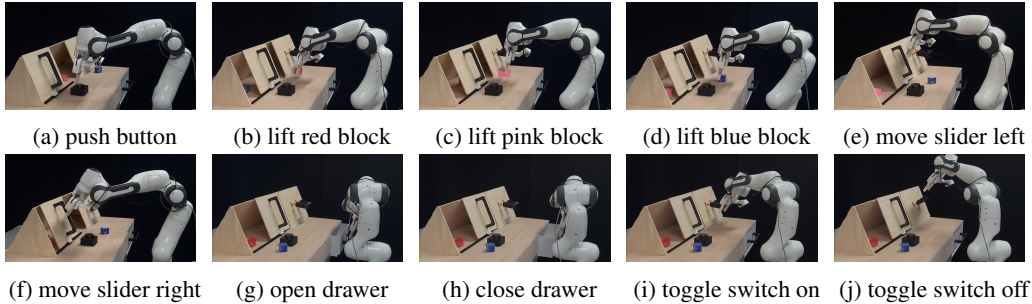 (a) push button (b) lift red block (c) lift pink block (d) lift blue block (e) move slider left
(f) move slider right (g) open drawer (h) close drawer (i) toggle switch on (j) toggle switch off